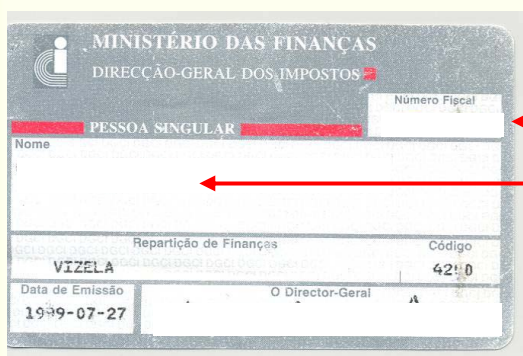 MINISTÉRIO DAS FINANÇAS
DIRECÇÃO-GERAL DOS IMPOSTOS
Número Fiscal
PESSOA SINGULAR
Nome
Repartição de Finanças
Código
VIZELA
Data de Emissão
O Director-Geral
1999-07-27